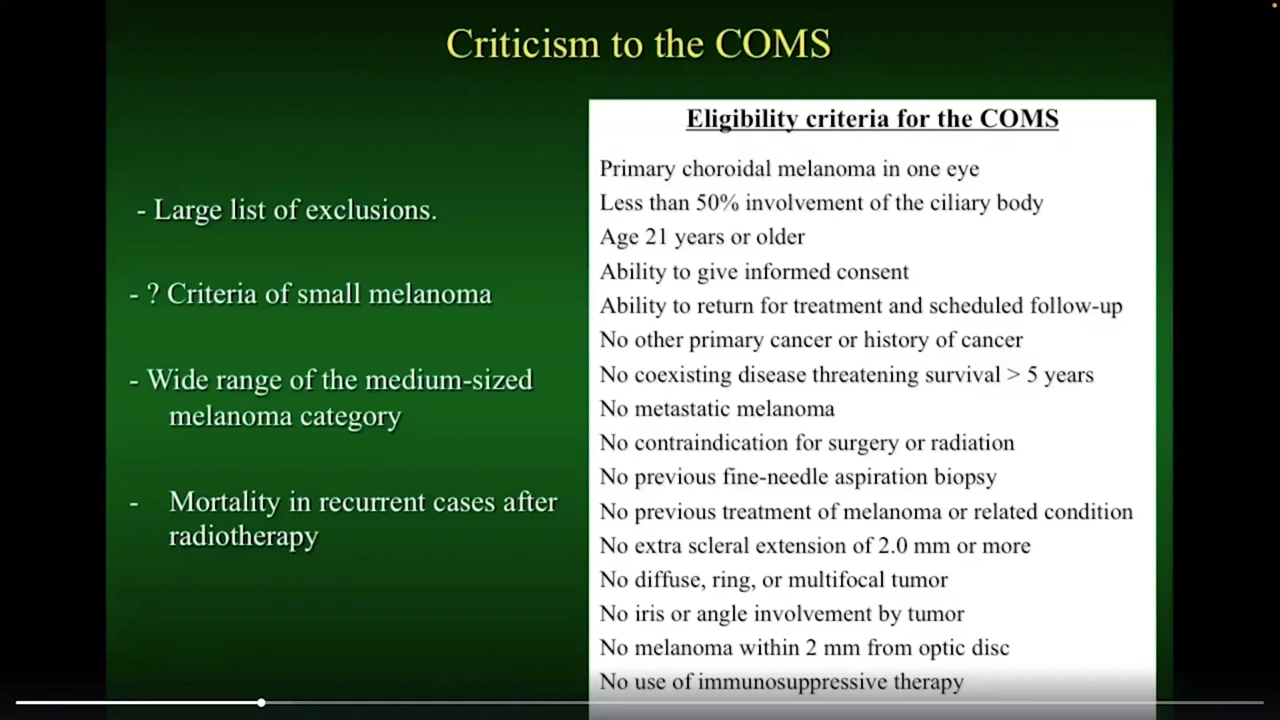 Criticism to the COMS
- Large list of exclusions.
- ? Criteria of small melanoma
- Wide range of the medium-sized
melanoma category
- Mortality in recurrent cases after
radiotherapy
Eligibility criteria for the COMS
Primary choroidal melanoma in one eye
Less than 50% involvement of the ciliary body
Age 21 years or older
Ability to give informed consent
Ability to return for treatment and scheduled follow-up
No other primary cancer or history of cancer
No coexisting disease threatening survival > 5 years
No metastatic melanoma
No contraindication for surgery or radiation
No previous fine-needle aspiration biopsy
No previous treatment of melanoma or related condition
No extra scleral extension of 2.0 mm or more
No diffuse, ring, or multifocal tumor
No iris or angle involvement by tumor
No melanoma within 2 mm from optic disc
No use of immunosuppressive therapy